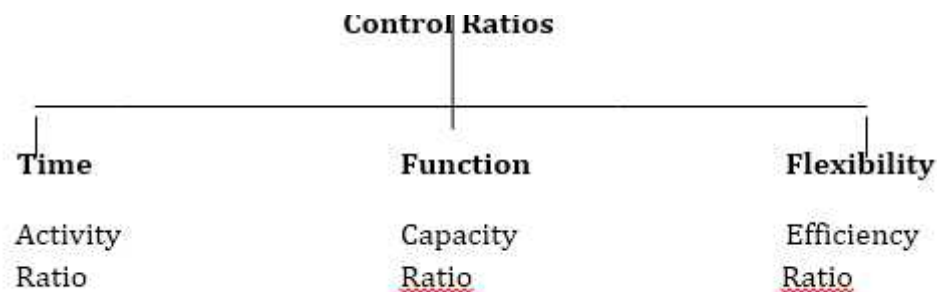 Control Ratios
Time Function Flexibility
Activity Capacity Efficiency
Ratio Ratio Ratio